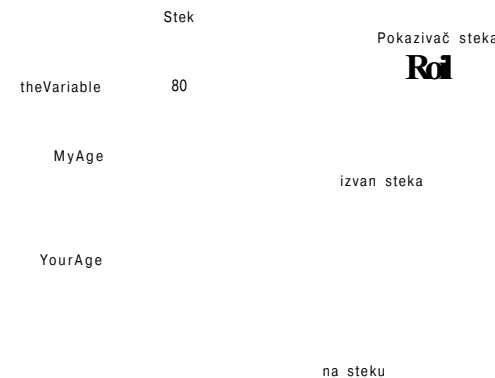 Stek
Pokazivač steka
theVariable 80
MyAge
izvan steka
YourAge
na steku